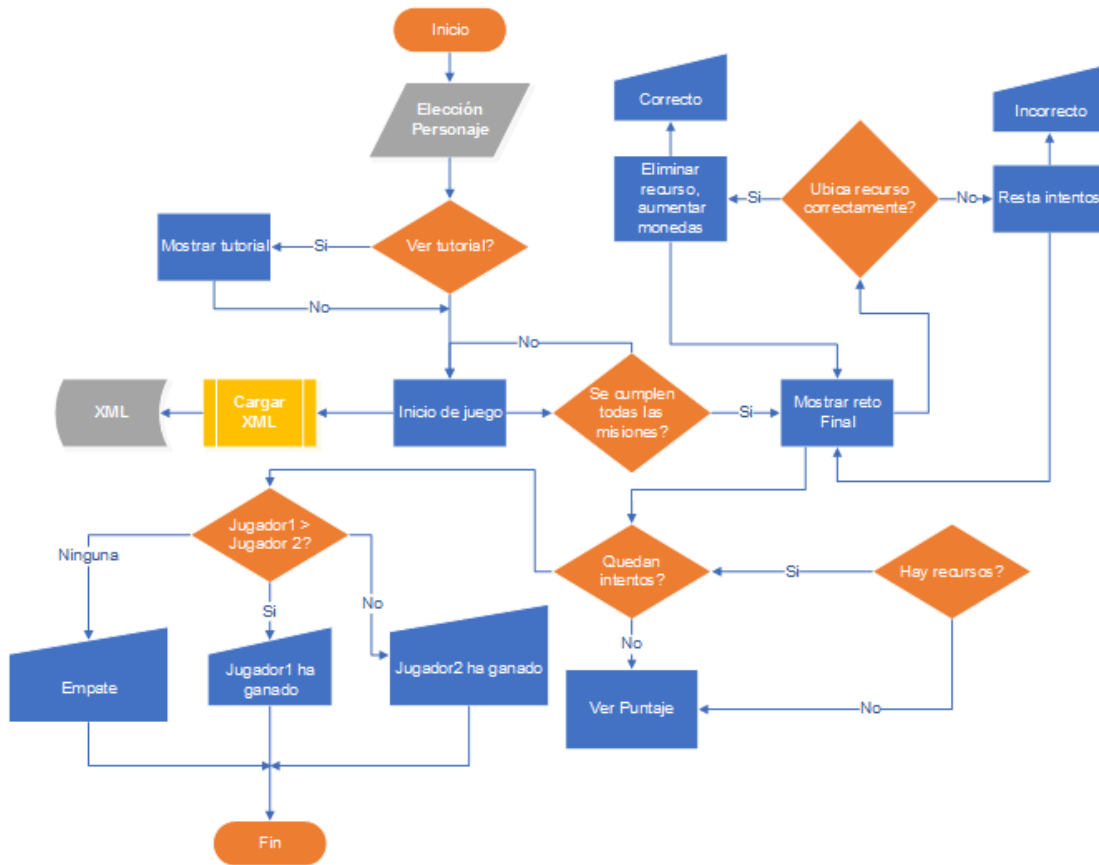 Inicio
Elección
Personaje
Ver tutorial?
Si
Mostrar tutorial
No
Correcto
Incorrecto
Eliminar
recurso,
aumentar
monedas
Si
Ubica recurso
correctamente?
No
Resta intentos
No
XML
Cargar
XML
Inicio de juego
Se cumplen
todas las
misiones?
Si
Mostrar reto
Final
Jugador1 >
Jugador 2?
Ninguna
Si
No
Quedan
intentos?
Si
Hay recursos?
No
Empate
Jugador1 ha
ganado
Jugador2 ha ganado
Ver Puntaje
No
Fin